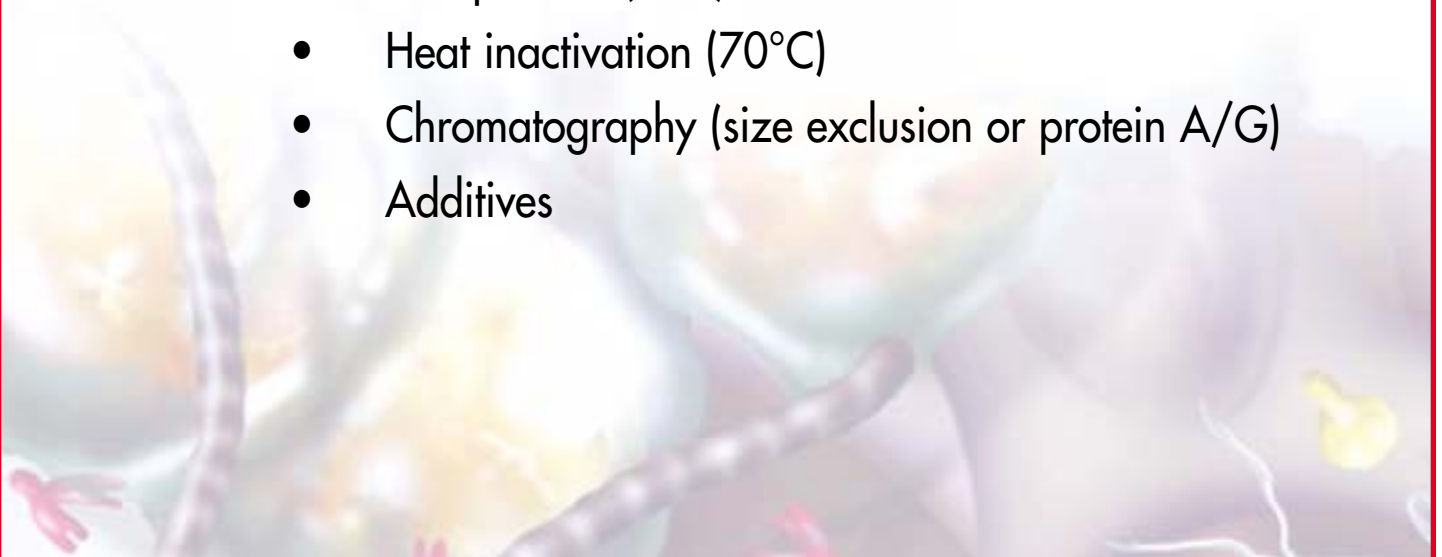 • Heat inactivation (70°C)
• Chromatography (size exclusion or protein A/G)
• Additives